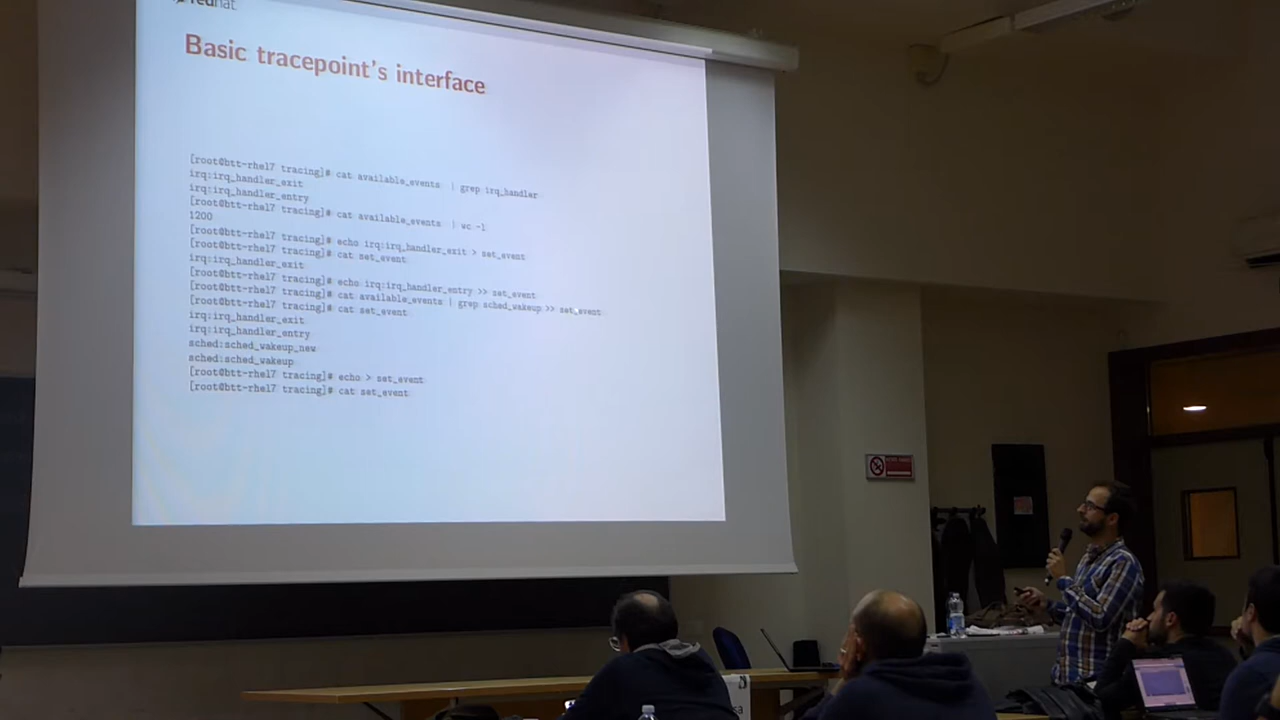 redhat
Basic tracepoint's interface
[root@btt-rhel7 tracing]# cat available_events | grep irq_handler
irq:irq_handler_exit
irq:irq_handler_entry
[root@btt-rhel7 tracing]# cat available_events | wc -l
1200
[root@btt-rhel7 tracing]# echo irq:irq_handler_exit > set_event
[root@btt-rhel7 tracing]# cat set_event
irq:irq_handler_exit
[root@btt-rhel7 tracing]# echo irq:irq_handler_entry >> set_event
[root@btt-rhel7 tracing]# cat available_events | grep sched_wakeup >> set_event
[root@btt-rhel7 tracing]# cat set_event
irq:irq_handler_exit
irq:irq_handler_entry
sched:sched_wakeup_new
sched:sched_wakeup
[root@btt-rhel7 tracing]# echo > set_event
[root@btt-rhel7 tracing]# cat set_event